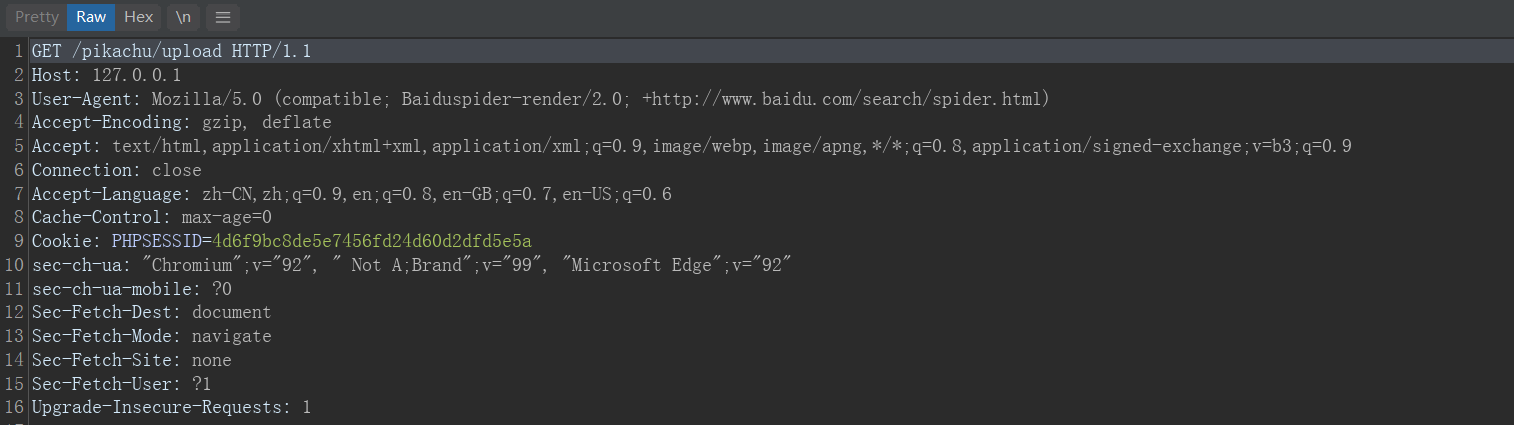 Pretty Raw Hex \n
1 GET /pikachu/upload HTTP/1.1
2 Host: 127.0.0.1
3 User-Agent: Mozilla/5.0 (compatible; Baiduspider-render/2.0; +http://www.baidu.com/search/spider.html)
4 Accept-Encoding: gzip, deflate
5 Accept: text/html,application/xhtml+xml,application/xml;q=0.9,image/webp,image/apng,*/*;q=0.8,application/signed-exchange;v=b3;q=0.9
6 Connection: close
7 Accept-Language: zh-CN,zh;q=0.9,en;q=0.8,en-GB;q=0.7,en-US;q=0.6
8 Cache-Control: max-age=0
9 Cookie: PHPSESSID=4d6f9bc8de5e7456fd24d60d2dfd5e5a
10 sec-ch-ua: "Chromium";v="92", " Not A;Brand";v="99", "Microsoft Edge";v="92"
11 sec-ch-ua-mobile: ?0
12 Sec-Fetch-Dest: document
13 Sec-Fetch-Mode: navigate
14 Sec-Fetch-Site: none
15 Sec-Fetch-User: ?1
16 Upgrade-Insecure-Requests: 1